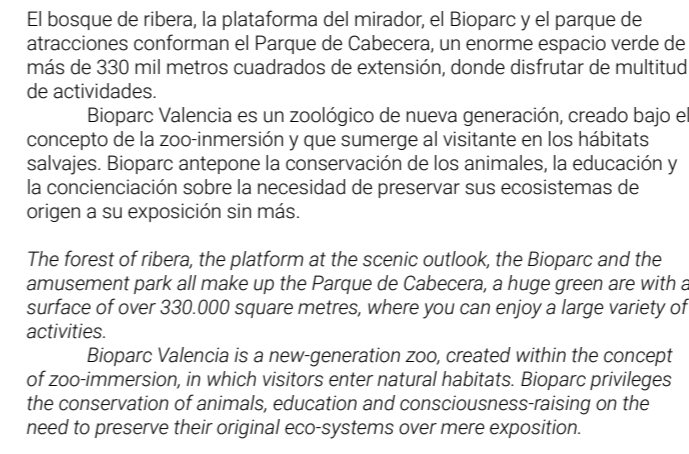 El bosque de ribera, la plataforma del mirador, el Bioparc y el parque de
atracciones conforman el Parque de Cabecera, un enorme espacio verde de
más de 330 mil metros cuadrados de extensión, donde disfrutar de multitud
de actividades.
Bioparc Valencia es un zoológico de nueva generación, creado bajo el
concepto de la zoo-inmersión y que sumerge al visitante en los hábitats
salvajes. Bioparc antepone la conservación de los animales, la educación y
la concienciación sobre la necesidad de preservar sus ecosistemas de
origen a su exposición sin más.
The forest of ribera, the platform at the scenic outlook, the Bioparc and the
amusement park all make up the Parque de Cabecera, a huge green are with a
surface of over 330.000 square metres, where you can enjoy a large variety of
activities.
Bioparc Valencia is a new-generation zoo, created within the concept
of zoo-immersion, in which visitors enter natural habitats. Bioparc privileges
the conservation of animals, education and consciousness-raising on the
need to preserve their original eco-systems over mere exposition.